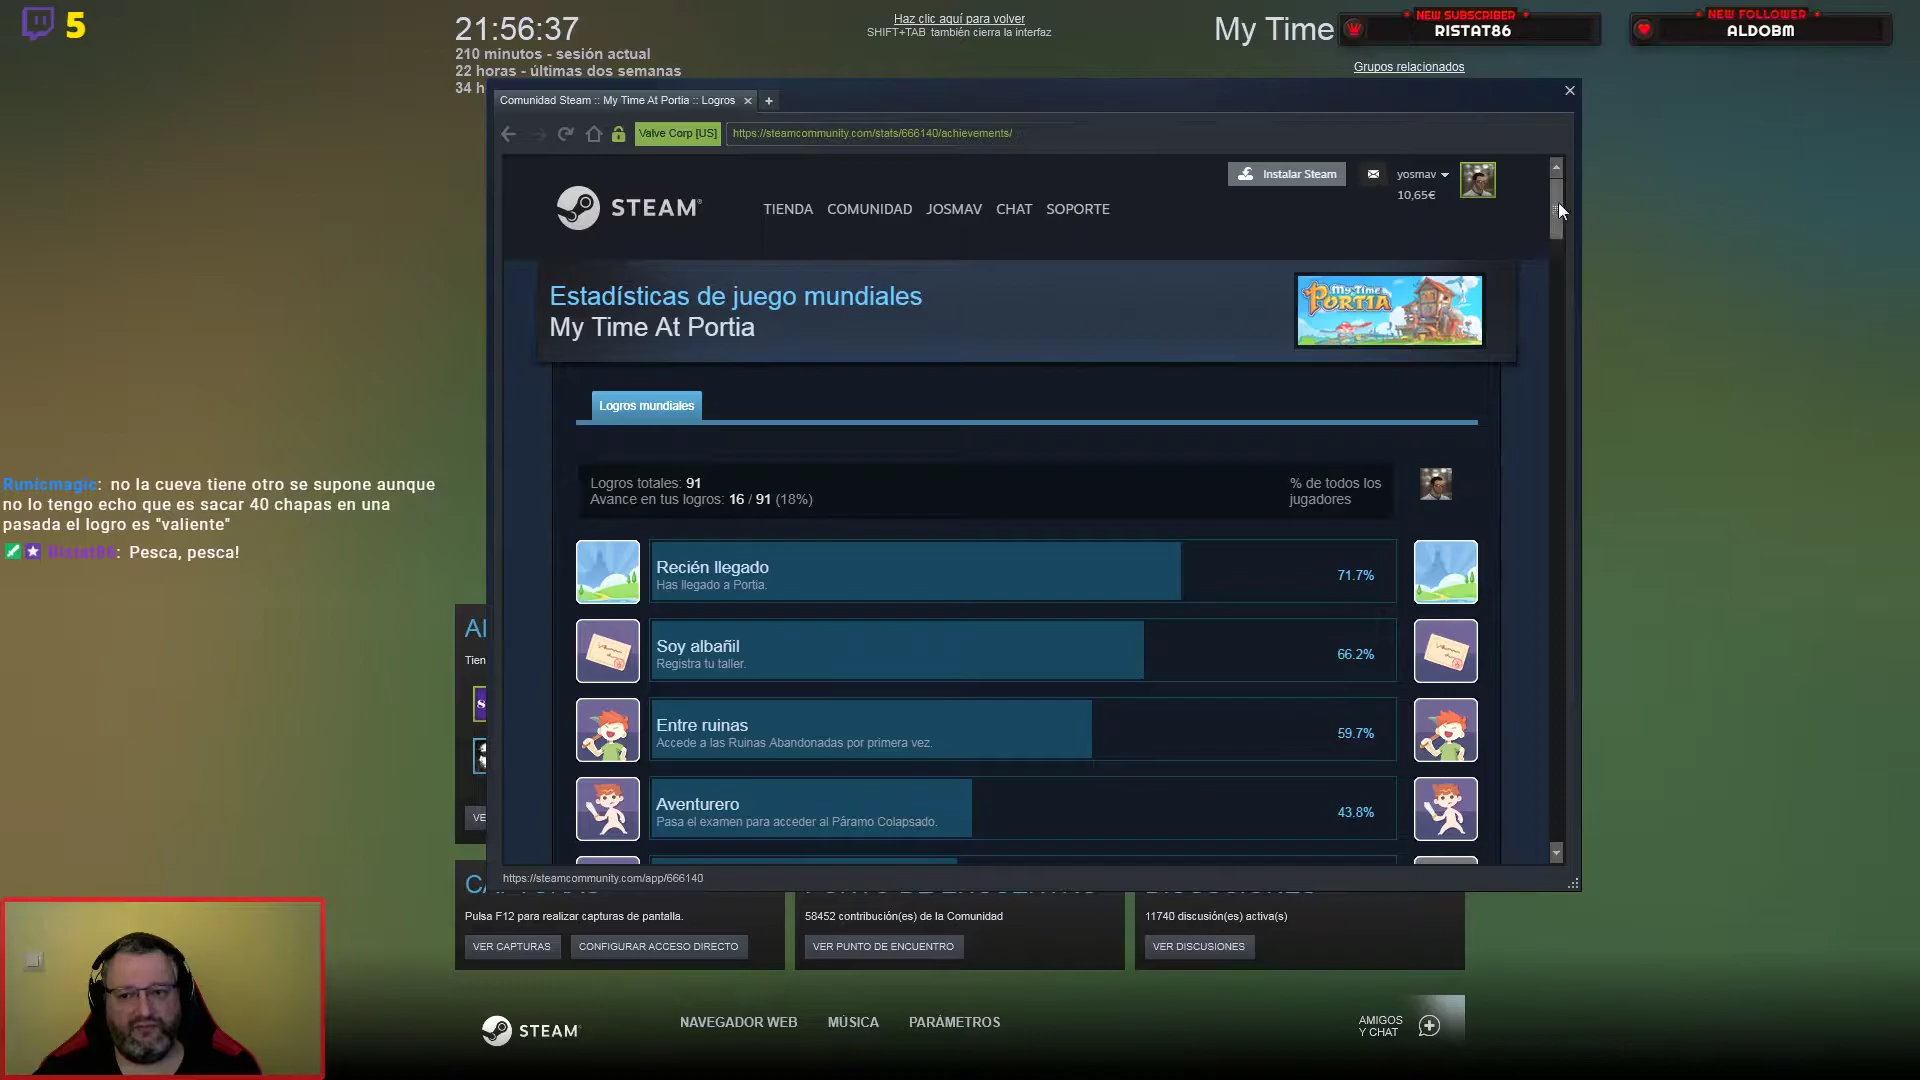 5
21:56:37
210 minutos - sesión actual
22 horas - últimas dos semanas
34 h
Haz clic aquí para volver
SHIFT+TAB también cierra la interfaz
My Time
NEW SUBSCRIBER
RISTAT86
NEW FOLLOWER
ALDOBM
Grupos relacionados
Comunidad Steam :: My Time At Portia :: Logros
Valve Corp [US]
https://steamcommunity.com/stats/666140/achievements/
Instalar Steam
yosmav
10,65€
STEAM
TIENDA COMUNIDAD JOSMAV CHAT SOPORTE
Estadísticas de juego mundiales
My Time At Portia
My Time
PORTIA
Logros mundiales
Logros totales: 91
Avance en tus logros: 16 / 91 (18%)
% de todos los
jugadores
Recién llegado
Has llegado a Portia.
71.7%
Soy albañil
Registra tu taller.
66.2%
Entre ruinas
Accede a las Ruinas Abandonadas por primera vez.
59.7%
Aventurero
Pasa el examen para acceder al Páramo Colapsado.
43.8%
https://steamcommunity.com/app/666140
Runicmagic: no la cueva tiene otro se supone aunque
no lo tengo echo que es sacar 40 chapas en una
pasada el logro es "valiente"
Ristat86: Pesca, pesca!
Tien
VE
Pulsa F12 para realizar capturas de pantalla.
VER CAPTURAS
CONFIGURAR ACCESO DIRECTO
58452 contribución(es) de la Comunidad
VER PUNTO DE ENCUENTRO
11740 discusión(es) activa(s)
VER DISCUSIONES
STEAM
NAVEGADOR WEB MÚSICA PARÁMETROS
AMIGOS
Y CHAT